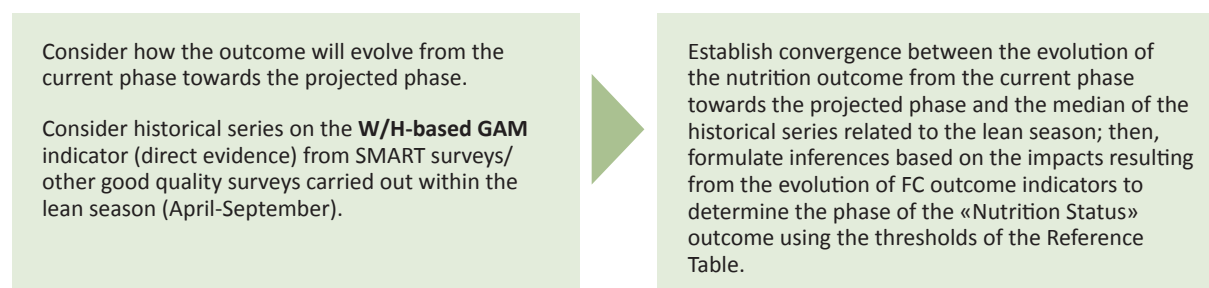 Consider how the outcome will evolve from the
current phase towards the projected phase.
Consider historical series on the W/H-based GAM
indicator (direct evidence) from SMART surveys/
other good quality surveys carried out within the
lean season (April-September).
Establish convergence between the evolution of
the nutrition outcome from the current phase
towards the projected phase and the median of the
historical series related to the lean season; then,
formulate inferences based on the impacts resulting
from the evolution of FC outcome indicators to
determine the phase of the «Nutrition Status»
outcome using the thresholds of the Reference
Table.